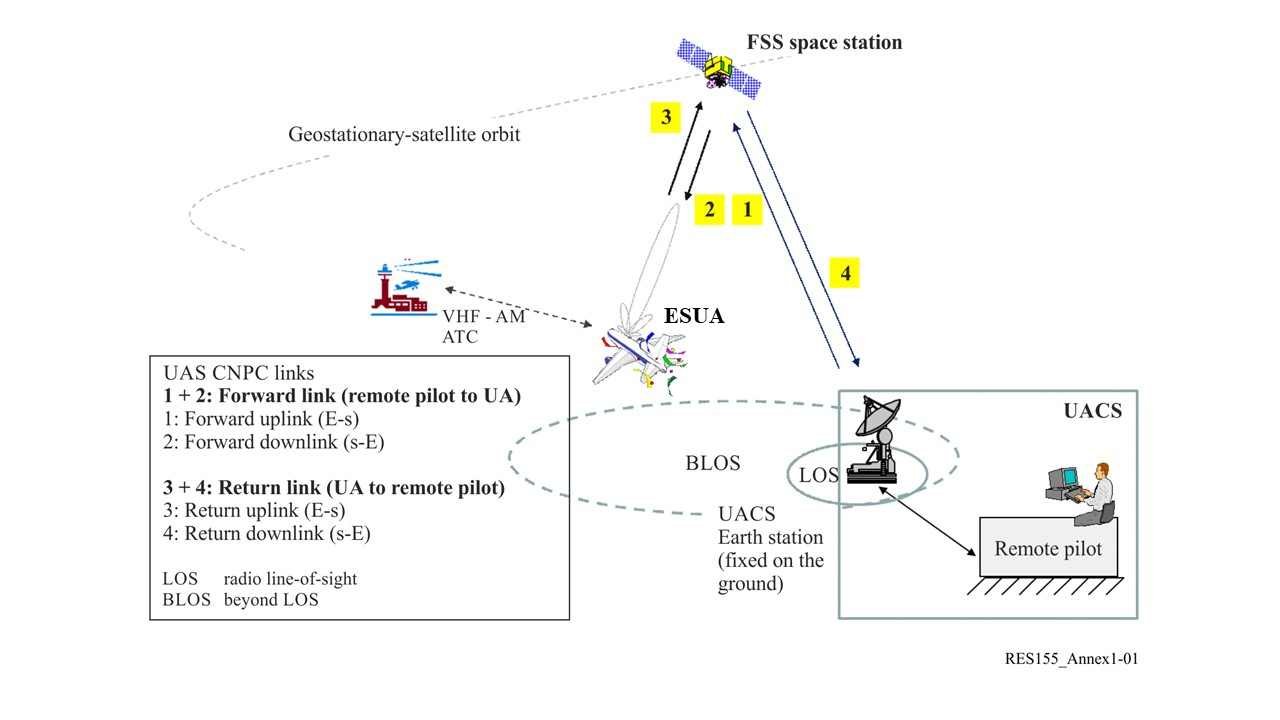 FSS space station
3
Geostationary-satellite orbit
2
1
4
VHF - AM
ATC
ESUA
UAS CNPC links
1 + 2: Forward link (remote pilot to UA)
1: Forward uplink (E-s)
2: Forward downlink (s-E)
3 + 4: Return link (UA to remote pilot)
3: Return uplink (E-s)
4: Return downlink (s-E)
LOS radio line-of-sight
BLOS beyond LOS
UACS
BLOS
LOS
UACS
Earth station
(fixed on the
ground)
Remote pilot
RES155_Annex1-01